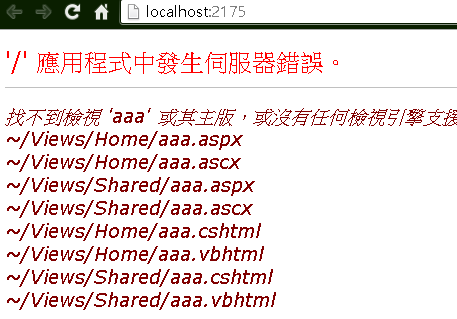 localhost:2175
'/' 應用程式中發生伺服器錯誤。
找不到檢視 'aaa' 或其主版，或沒有任何檢視引擎支援
~/Views/Home/aaa.aspx
~/Views/Home/aaa.ascx
~/Views/Shared/aaa.aspx
~/Views/Shared/aaa.ascx
~/Views/Home/aaa.cshtml
~/Views/Home/aaa.vbhtml
~/Views/Shared/aaa.cshtml
~/Views/Shared/aaa.vbhtml